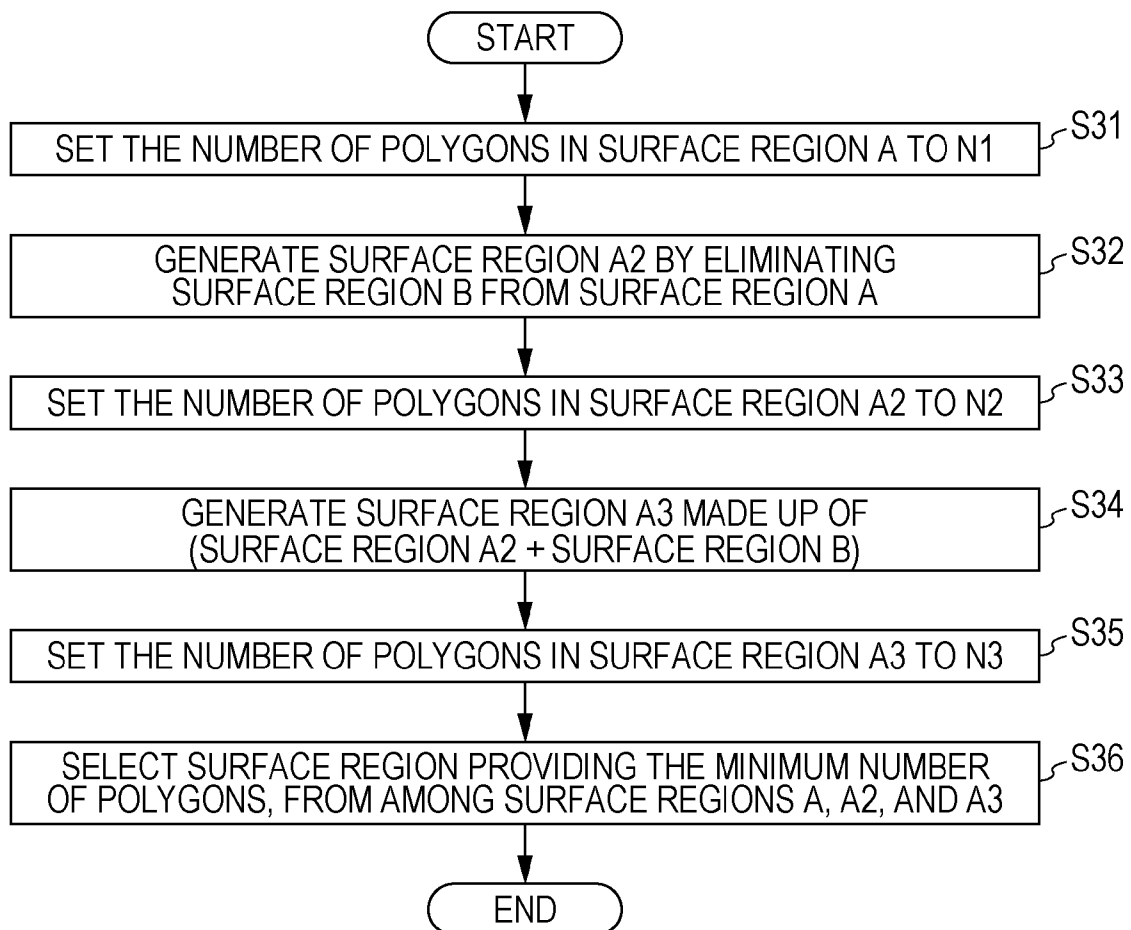 START
SET THE NUMBER OF POLYGONS IN SURFACE REGION A TO N1
S31
GENERATE SURFACE REGION A2 BY ELIMINATING
SURFACE REGION B FROM SURFACE REGION A
S32
SET THE NUMBER OF POLYGONS IN SURFACE REGION A2 TO N2
S33
GENERATE SURFACE REGION A3 MADE UP OF
(SURFACE REGION A2 + SURFACE REGION B)
S34
SET THE NUMBER OF POLYGONS IN SURFACE REGION A3 TO N3
S35
SELECT SURFACE REGION PROVIDING THE MINIMUM NUMBER
OF POLYGONS, FROM AMONG SURFACE REGIONS A, A2, AND A3
S36
END